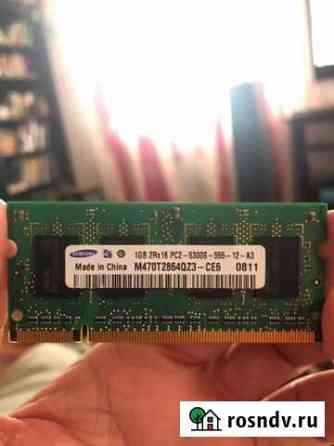 SAMSUNG
1GB 2Rx16 PC2-5300S-555-12-A3
Made in China M470T2864QZ3-CE6 0811
rosndv.ru